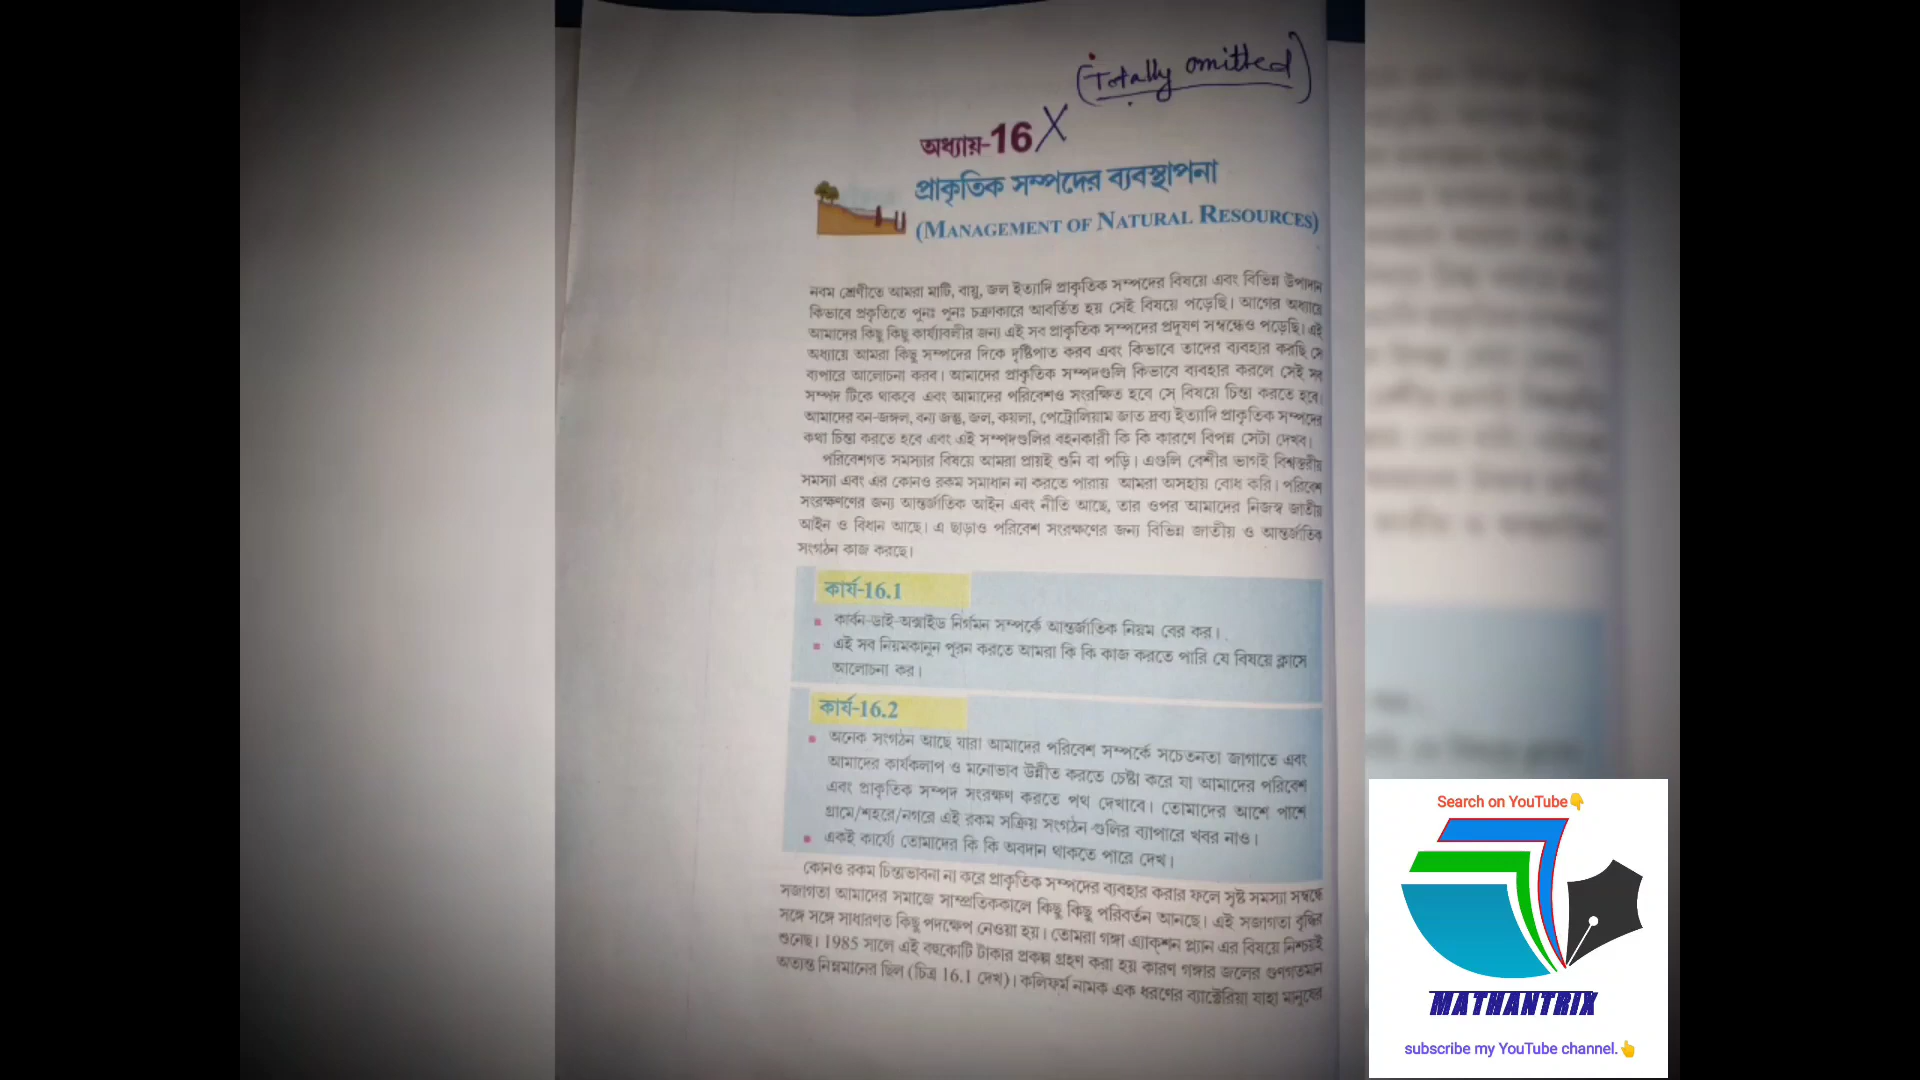 (Totally omitted)
অধ্যায়-16 X
প্রাকৃতিক সম্পদের ব্যবস্থাপনা
(MANAGEMENT OF NATURAL RESOURCES)
নবম শ্রেণীতে আমরা মাটি, বায়ু, জল ইত্যাদি প্রাকৃতিক সম্পদের বিষয়ে এবং বিভিন্ন উপাদান
কিভাবে প্রকৃতিতে পুনঃ পুনঃ চক্রাকারে আবর্তিত হয় সেই বিষয়ে পড়েছি। আগের অধ্যায়ে
আমাদের কিছু কিছু কার্য্যাবলীর জন্য এই সব প্রাকৃতিক সম্পদের প্রদূষণ সম্বন্ধেও পড়েছি। এই
অধ্যায়ে আমরা কিছু সম্পদের দিকে দৃষ্টিপাত করব এবং কিভাবে তাদের ব্যবহার করছি সে
ব্যপারে আলোচনা করব। আমাদের প্রাকৃতিক সম্পদগুলি কিভাবে ব্যবহার করলে সেই সব
সম্পদ টিকে থাকবে এবং আমাদের পরিবেশও সংরক্ষিত হবে সে বিষয়ে চিন্তা করতে হবে।
আমাদের বন-জঙ্গল, বন্য জন্তু, জল, কয়লা, পেট্রোলিয়াম জাত দ্রব্য ইত্যাদি প্রাকৃতিক সম্পদের
কথা চিন্তা করতে হবে এবং এই সম্পদগুলির বহনকারী কি কি কারণে বিপন্ন সেটা দেখব।
পরিবেশগত সমস্যার বিষয়ে আমরা প্রায়ই শুনি বা পড়ি। এগুলি বেশীর ভাগই বিশ্বস্তরীয়
সমস্যা এবং এর কোনও রকম সমাধান না করতে পারায় আমরা অসহায় বোধ করি। পরিবেশ
সংরক্ষণের জন্য আন্তর্জাতিক আইন এবং নীতি আছে, তার ওপর আমাদের নিজস্ব জাতীয়
আইন ও বিধান আছে। এ ছাড়াও পরিবেশ সংরক্ষণের জন্য বিভিন্ন জাতীয় ও আন্তর্জাতিক
সংগঠন কাজ করছে।
কার্য-16.1
▪ কার্বন-ডাই-অক্সাইড নির্গমন সম্পর্কে আন্তর্জাতিক নিয়ম বের কর।
▪ এই সব নিয়মকানুন পূরন করতে আমরা কি কি কাজ করতে পারি যে বিষয়ে ক্লাসে
আলোচনা কর।
কার্য-16.2
▪ অনেক সংগঠন আছে যারা আমাদের পরিবেশ সম্পর্কে সচেতনতা জাগাতে এবং
আমাদের কার্যকলাপ ও মনোভাব উন্নীত করতে চেষ্টা করে যা আমাদের পরিবেশ
এবং প্রাকৃতিক সম্পদ সংরক্ষণ করতে পথ দেখাবে। তোমাদের আশে পাশে
গ্রামে/শহরে/নগরে এই রকম সক্রিয় সংগঠন গুলির ব্যাপারে খবর নাও।
▪ একই কার্য্যে তোমাদের কি কি অবদান থাকতে পারে দেখ।
কোনও রকম চিন্তাভাবনা না করে প্রাকৃতিক সম্পদের ব্যবহার করার ফলে সৃষ্ট সমস্যা সম্বন্ধে
সজাগতা আমাদের সমাজে সাম্প্রতিককালে কিছু কিছু পরিবর্তন আনছে। এই সজাগতা বৃদ্ধির
সঙ্গে সঙ্গে সাধারণত কিছু পদক্ষেপ নেওয়া হয়। তোমরা গঙ্গা এ্যাক্শন প্ল্যান এর বিষয়ে নিশ্চয়ই
শুনেছ। 1985 সালে এই বহুকোটি টাকার প্রকল্প গ্রহণ করা হয় কারণ গঙ্গার জলের গুণগতমান
অত্যন্ত নিম্নমানের ছিল (চিত্র 16.1 দেখ)। কলিফর্ম নামক এক ধরণের ব্যাক্টেরিয়া যাহা মানুষের
Search on YouTube👇
MATHANTRIX
subscribe my YouTube channel.👆